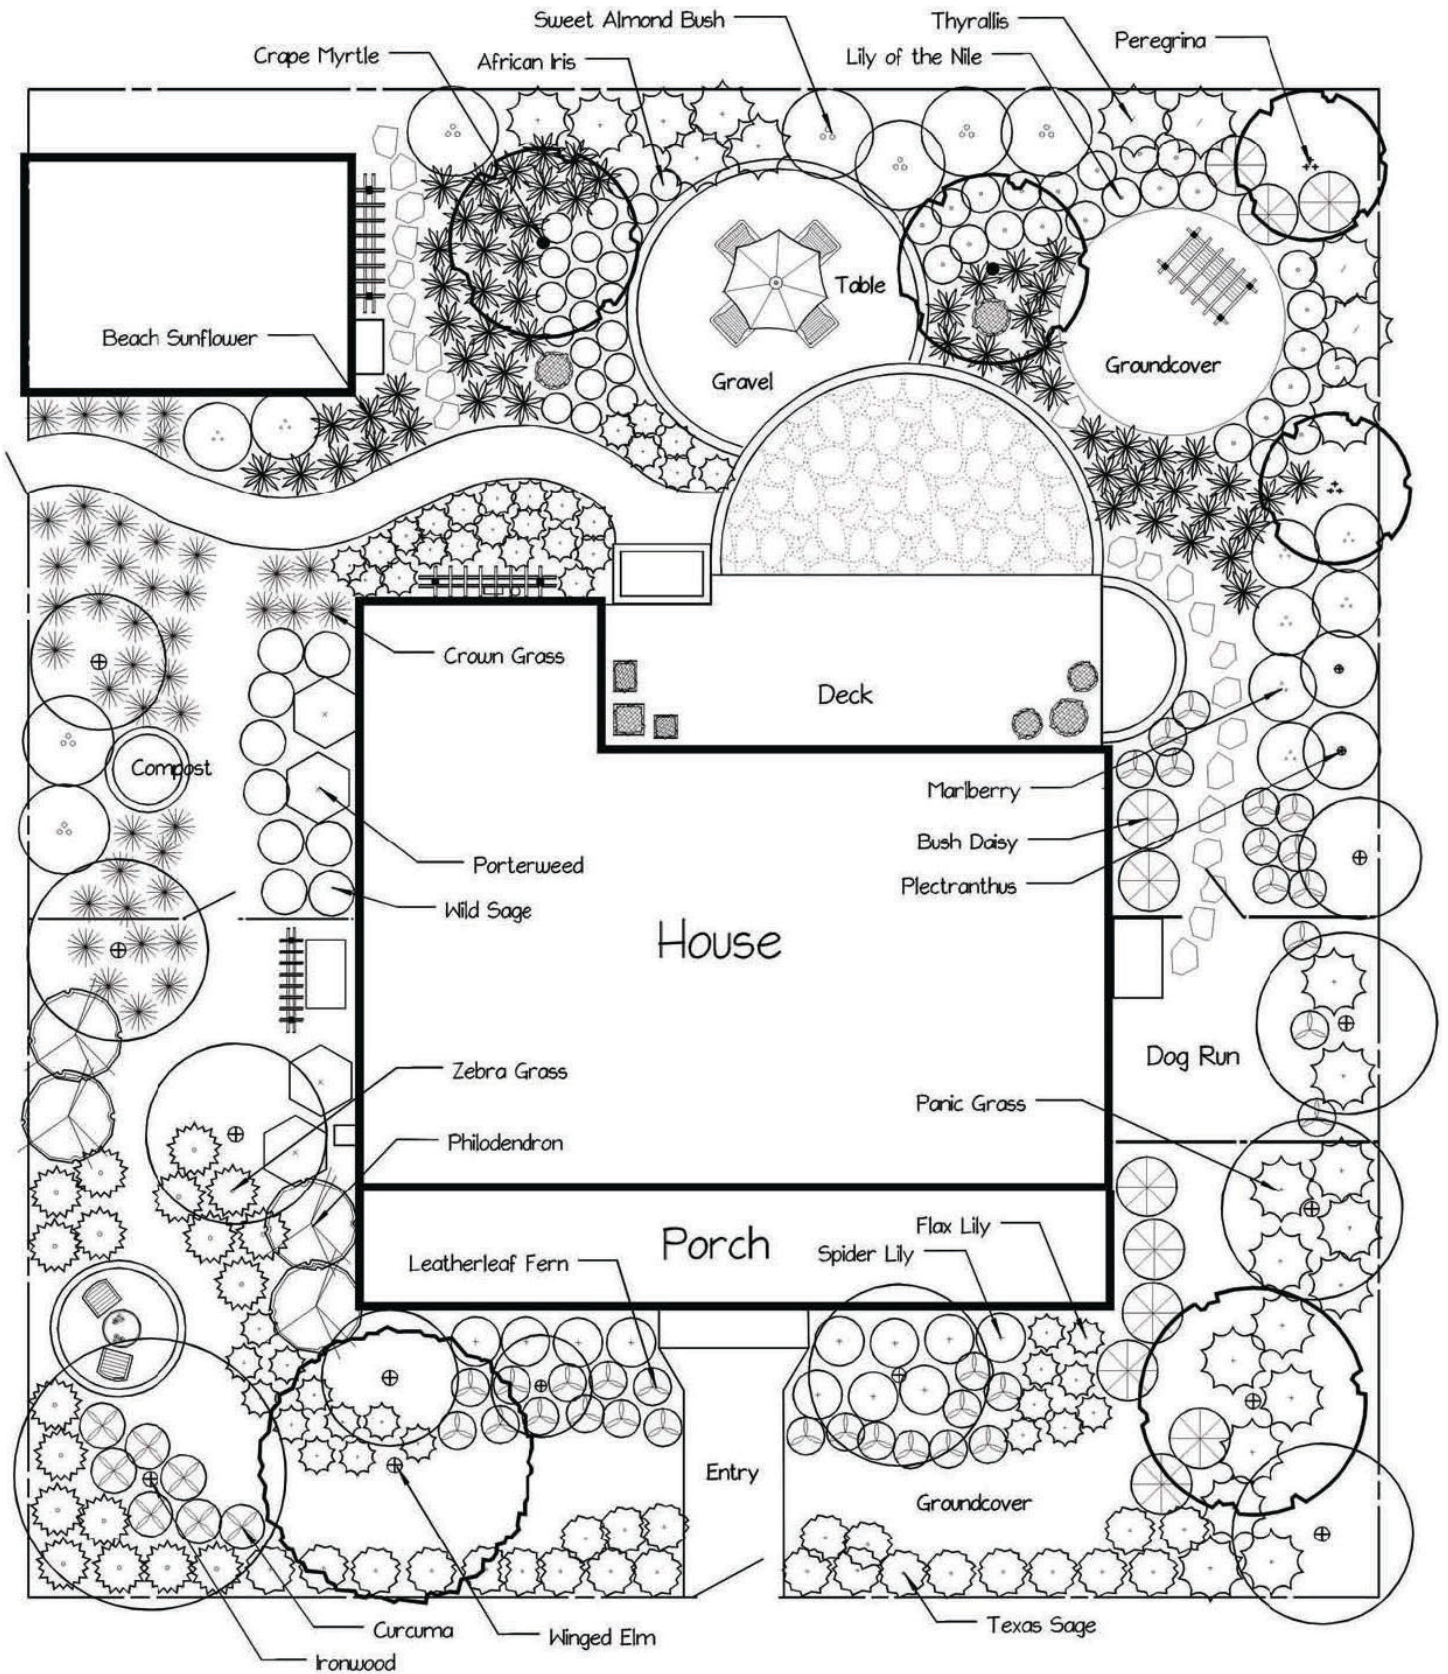 Sweet Almond Bush
Thyrallis
Crape Myrtle
African Iris
Lily of the Nile
Peregrina
Table
Beach Sunflower
Groundcover
Gravel
Crown Grass
Deck
Compost
Marlberry
Bush Daisy
Porterweed
Plectranthus
Wild Sage
House
Zebra Grass
Dog Run
Panic Grass
Philodendron
Flax Lily
Porch
Spider Lily
Leatherleaf Fern
Entry
Groundcover
Curcuma
Winged Elm
Texas Sage
Ironwood